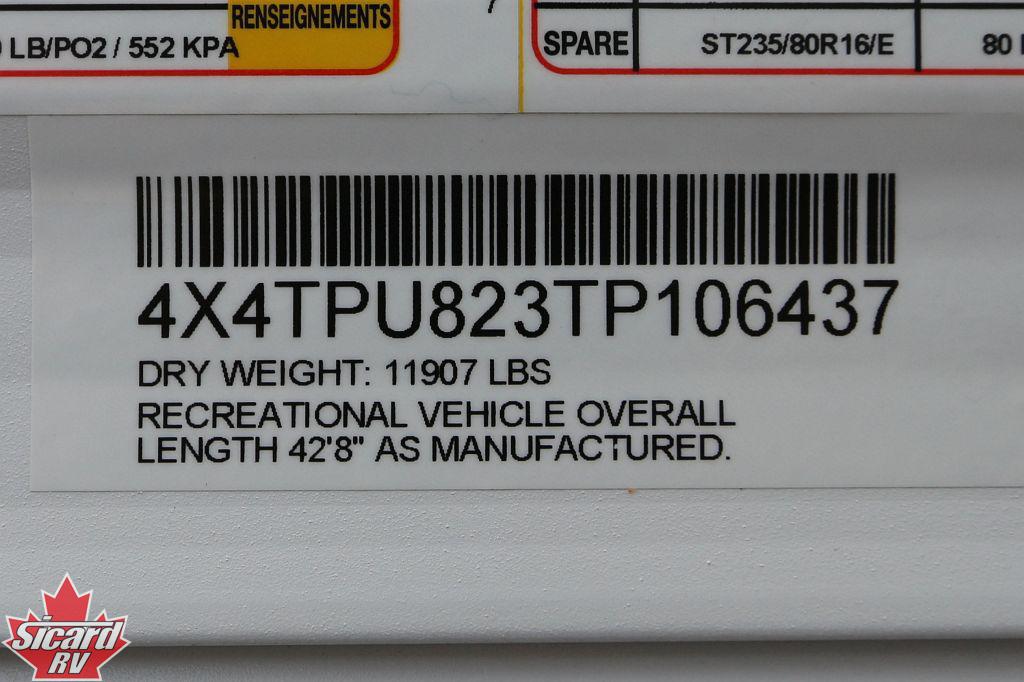 RENSEIGNEMENTS
LB/PO2 / 552 KPA
SPARE ST235/80R16/E 80
4X4TPU823TP106437
DRY WEIGHT: 11907 LBS
RECREATIONAL VEHICLE OVERALL
LENGTH 42'8" AS MANUFACTURED.
Sicard
RV